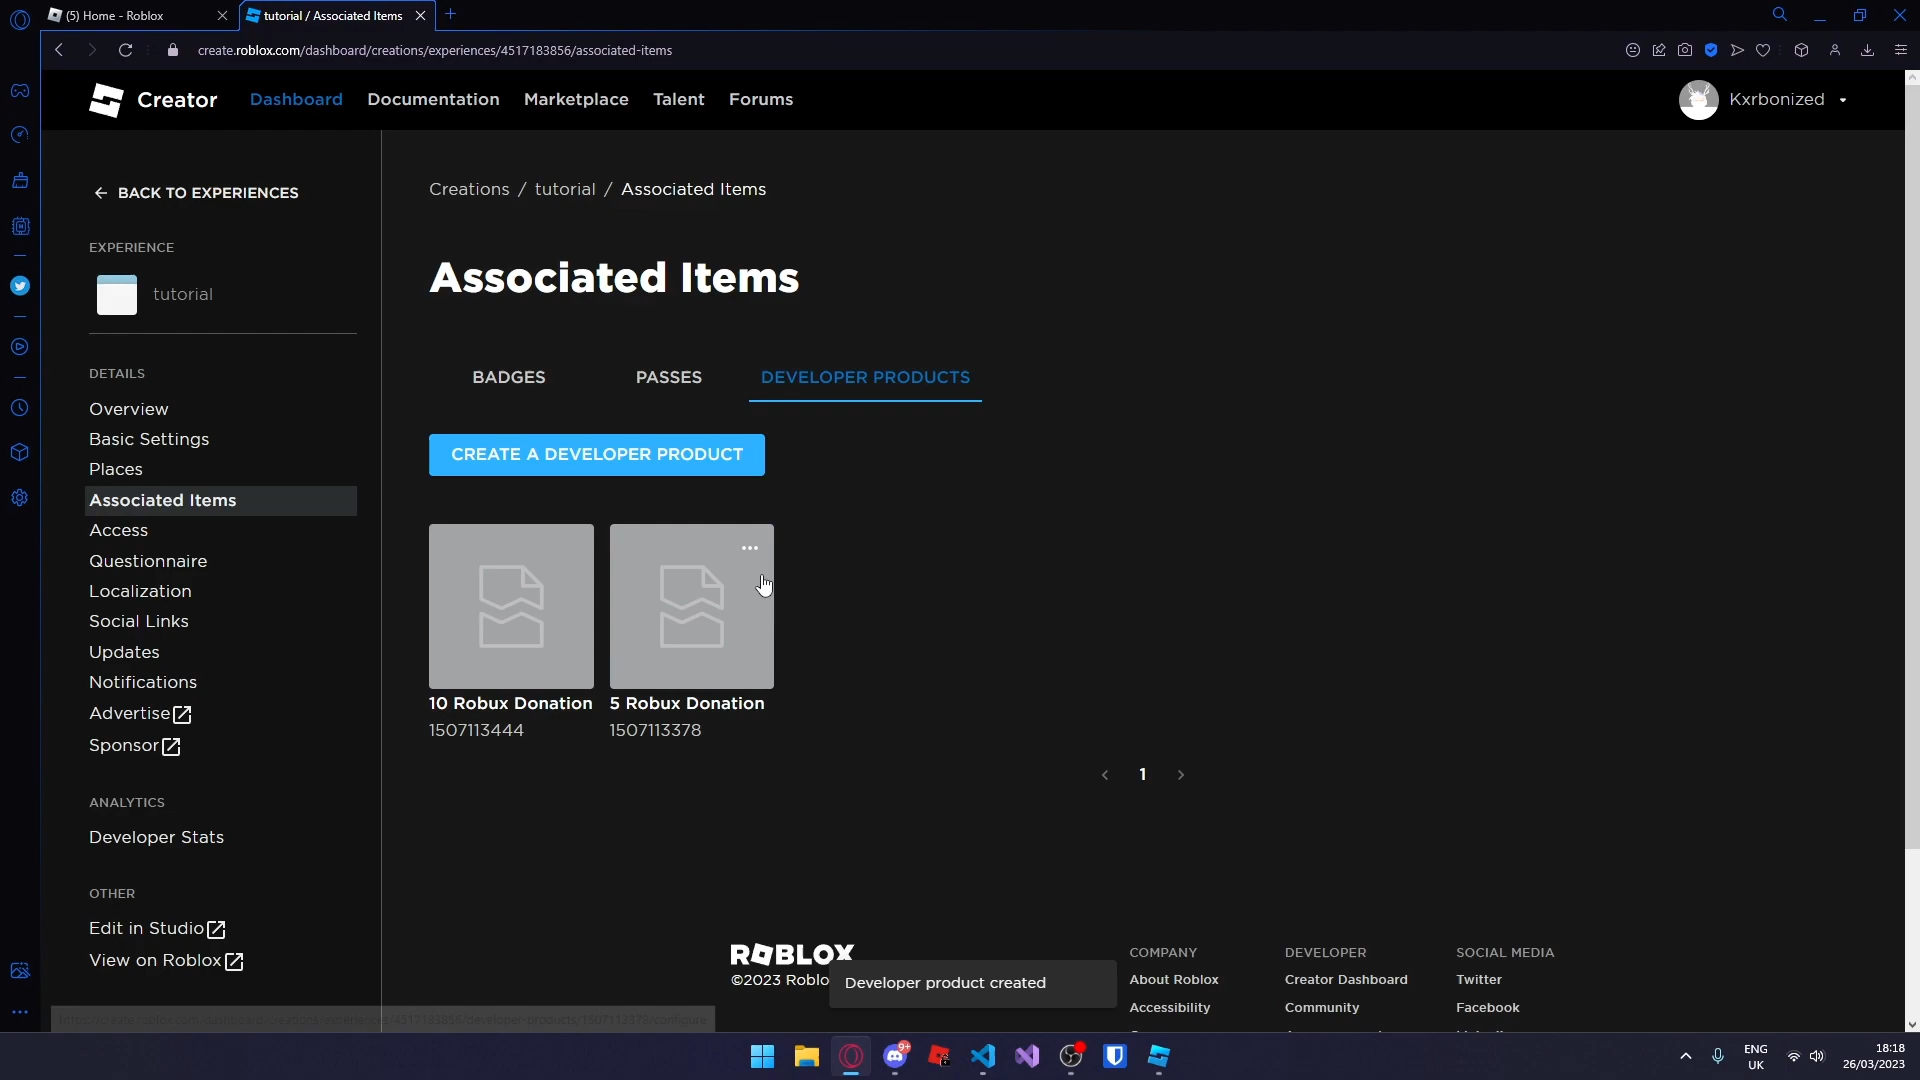 (5) Home - Roblox
tutorial / Associated Items
create.roblox.com/dashboard/creations/experiences/4517183856/associated-items
Creator
Dashboard
Documentation
Marketplace
Talent
Forums
Kxrbonized
BACK TO EXPERIENCES
EXPERIENCE
tutorial
DETAILS
Overview
Basic Settings
Places
Associated Items
Access
Questionnaire
Localization
Social Links
Updates
Notifications
Advertise
Sponsor
ANALYTICS
Developer Stats
OTHER
Edit in Studio
View on Roblox
Creations / tutorial / Associated Items
Associated Items
BADGES
PASSES
DEVELOPER PRODUCTS
CREATE A DEVELOPER PRODUCT
10 Robux Donation
1507113444
5 Robux Donation
1507113378
1
ROBLOX
©2023 Roblo
Developer product created
COMPANY
About Roblox
Accessibility
DEVELOPER
Creator Dashboard
Community
SOCIAL MEDIA
Twitter
Facebook
9+
ENG
UK
18:18
26/03/2023